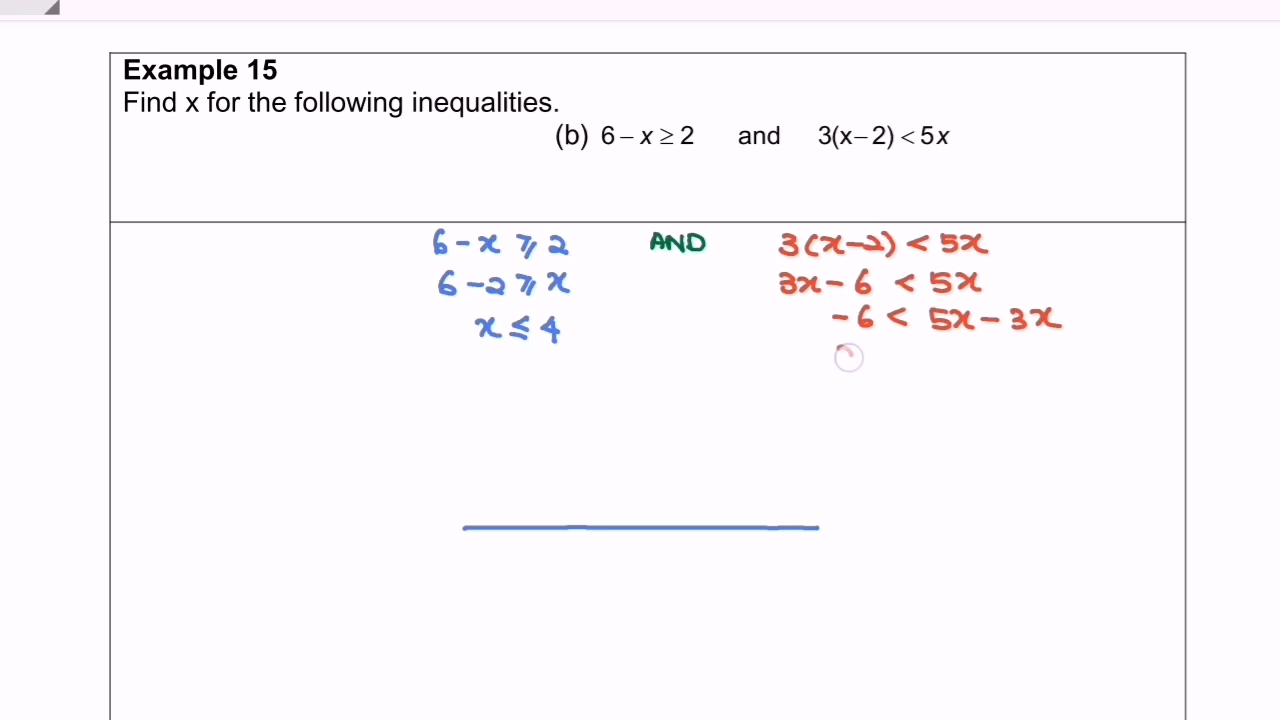 Example 15
Find x for the following inequalities.
(b) 6 – x ≥ 2 and 3(x – 2) < 5x
6 - x ⩾ 2 AND 3(x-2) < 5x
6 - 2 ⩾ x 3x - 6 < 5x
x ≤ 4 - 6 < 5x - 3x